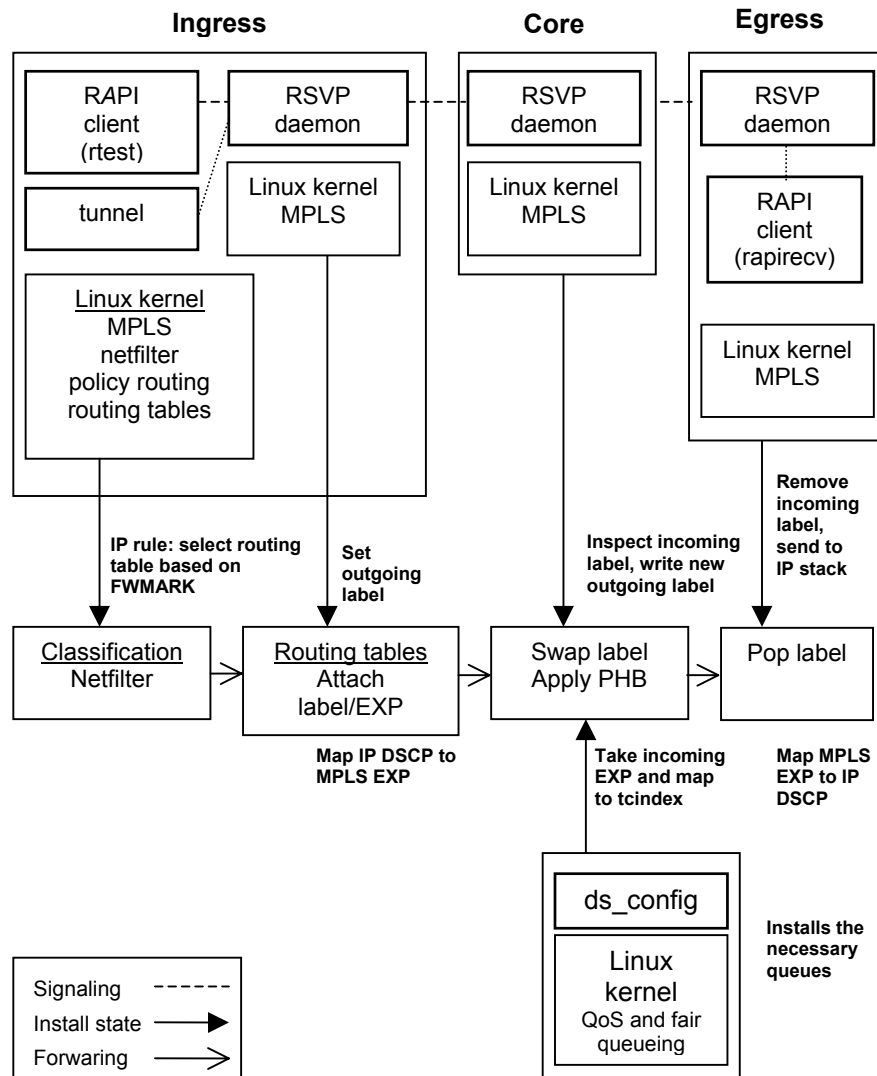 Ingress
Core
Egress
RAPI
client
(rtest)
RSVP
daemon
RSVP
daemon
RSVP
daemon
tunnel
Linux kernel
MPLS
Linux kernel
MPLS
RAPI
client
(rapirecv)
Linux kernel
MPLS
netfilter
policy routing
routing tables
Linux kernel
MPLS
IP rule: select routing
table based on
FWMARK
Set
outgoing
label
Inspect incoming
label, write new
outgoing label
Remove
incoming
label,
send to
IP stack
Classification
Netfilter
Routing tables
Attach
label/EXP
Swap label
Apply PHB
Pop label
Map IP DSCP to
MPLS EXP
Take incoming
EXP and map
to tcindex
Map MPLS
EXP to IP
DSCP
ds_config
Linux
kernel
QoS and fair
queueing
Installs the
necessary
queues
Signaling
Install state
Forwaring